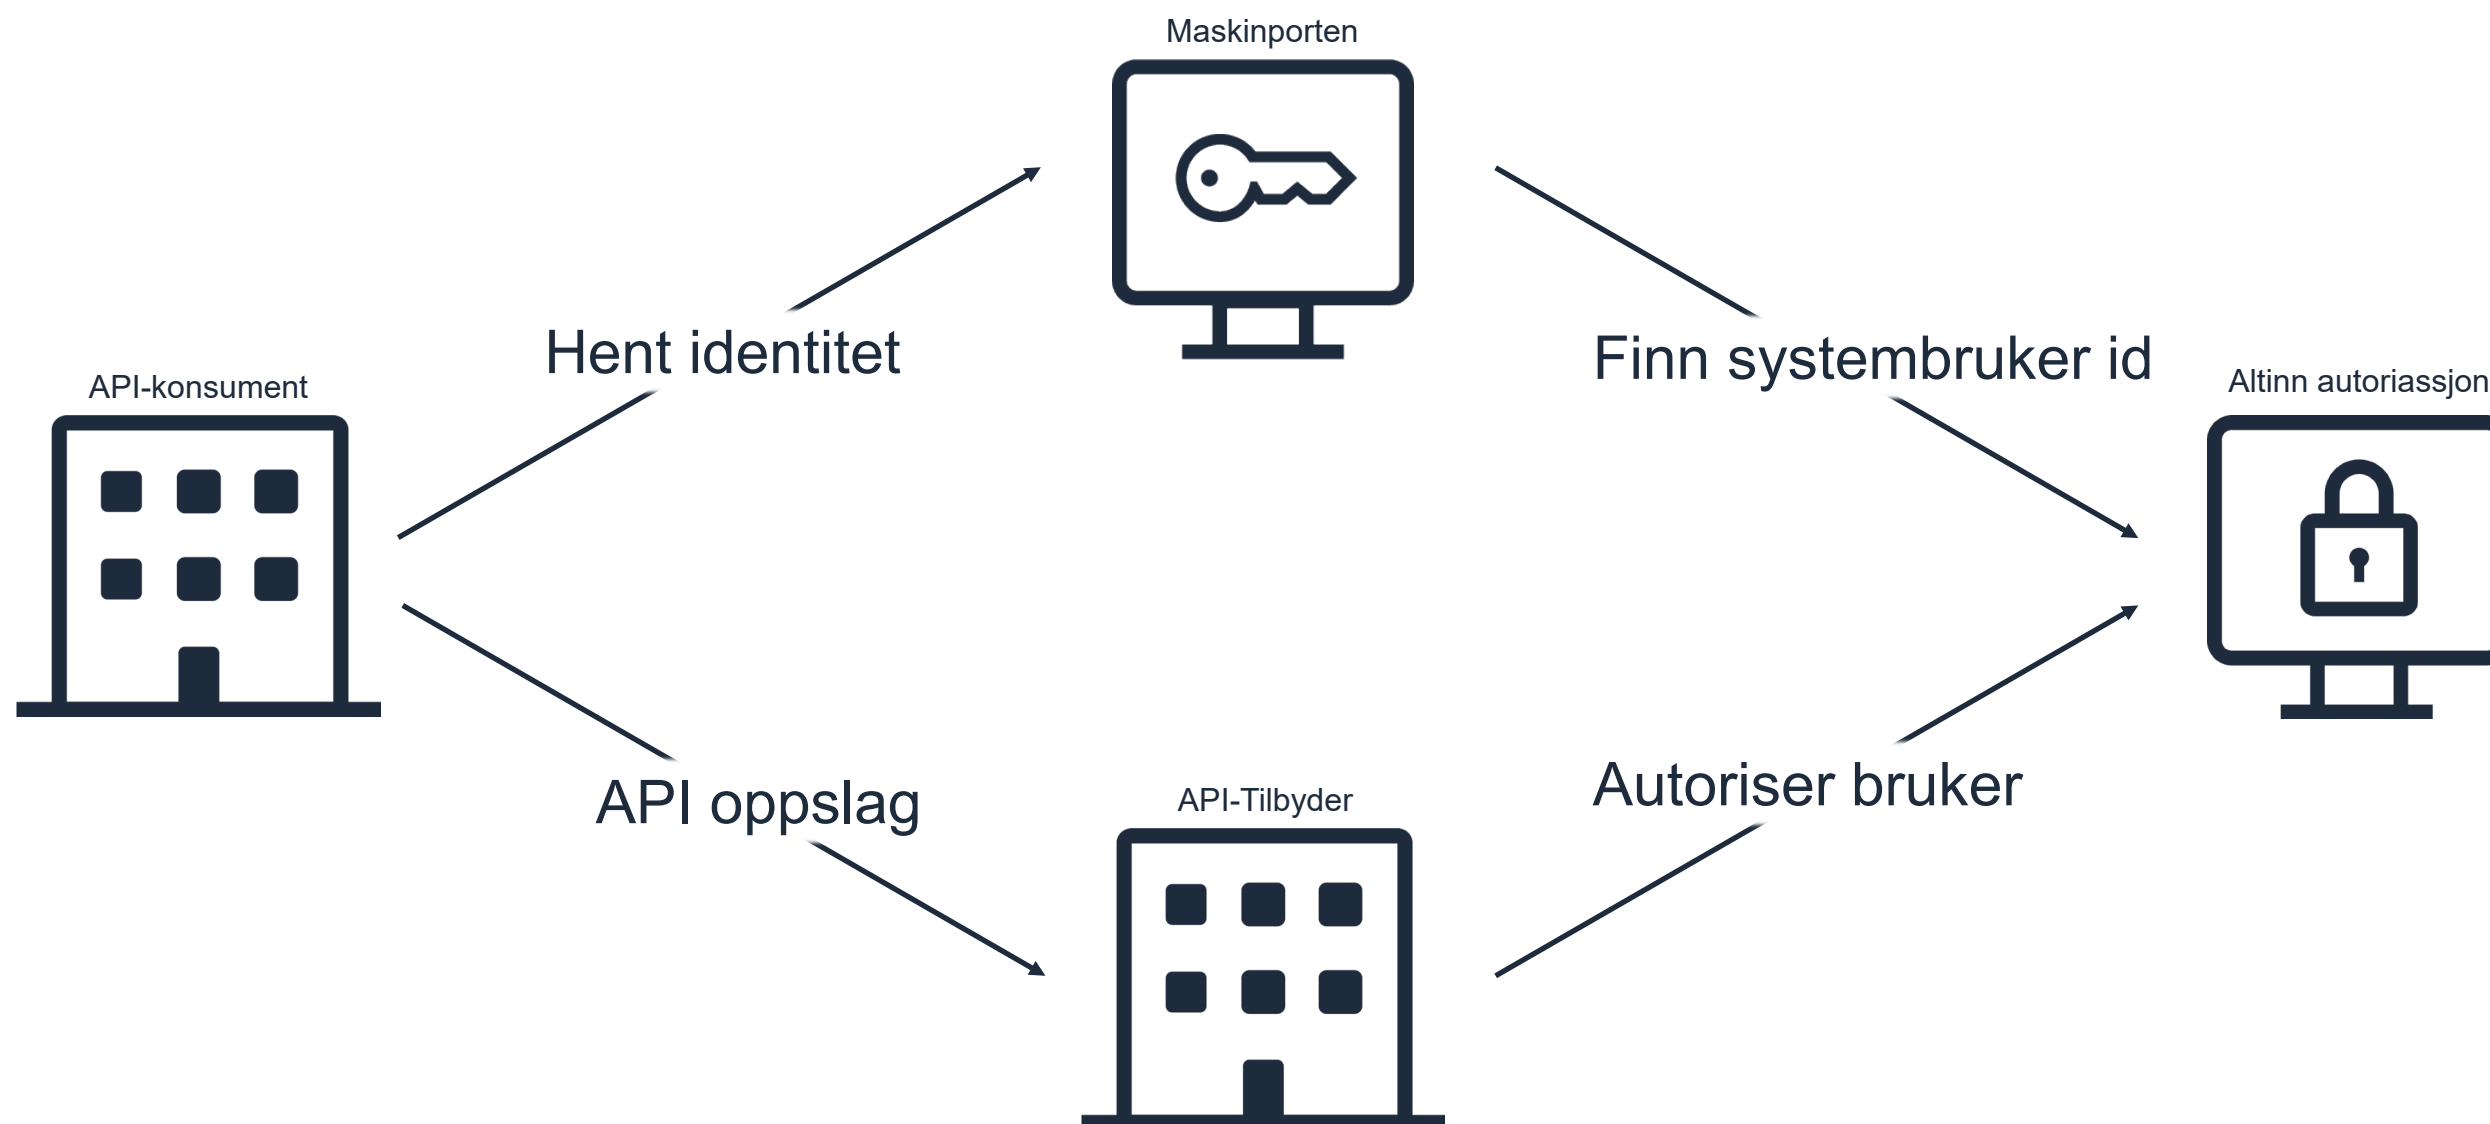 Maskinporten
Hent identitet
Finn systembruker id
API-konsument
Altinn autoriassjon
API oppslag
Autoriser bruker
API-Tilbyder